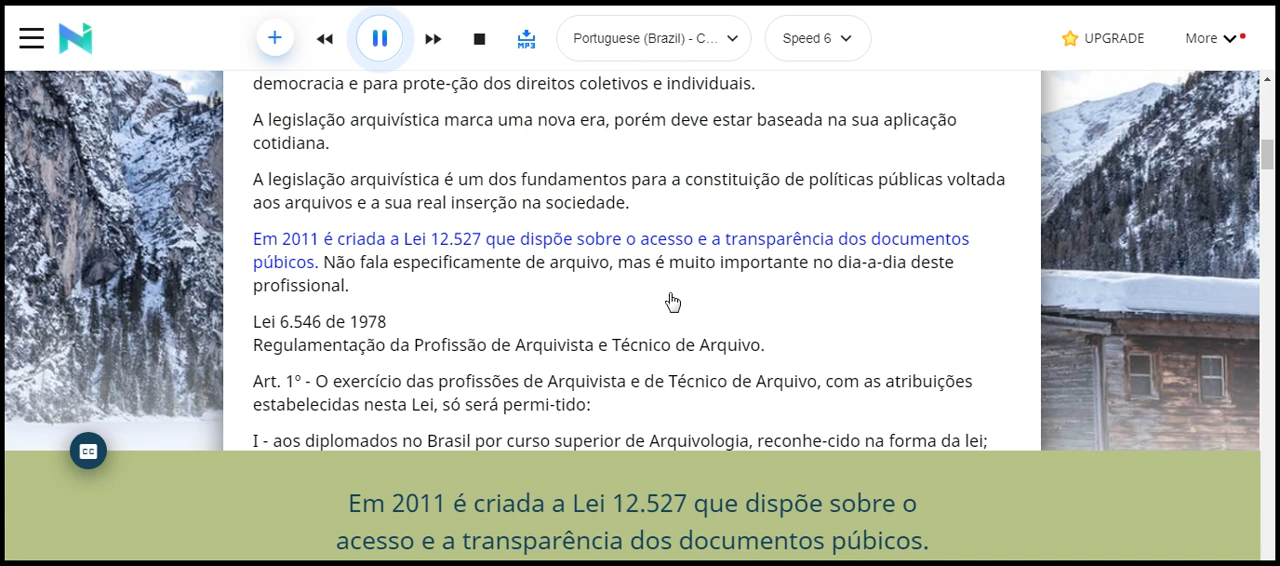 MP3
Portuguese (Brazil) - C...
Speed 6
UPGRADE
More
democracia e para prote-ção dos direitos coletivos e individuais.
A legislação arquivística marca uma nova era, porém deve estar baseada na sua aplicação
cotidiana.
A legislação arquivística é um dos fundamentos para a constituição de políticas públicas voltada
aos arquivos e a sua real inserção na sociedade.
Em 2011 é criada a Lei 12.527 que dispõe sobre o acesso e a transparência dos documentos
púbicos. Não fala especificamente de arquivo, mas é muito importante no dia-a-dia deste
profissional.
Lei 6.546 de 1978
Regulamentação da Profissão de Arquivista e Técnico de Arquivo.
Art. 1º - O exercício das profissões de Arquivista e de Técnico de Arquivo, com as atribuições
estabelecidas nesta Lei, só será permi-tido:
I - aos diplomados no Brasil por curso superior de Arquivologia, reconhe-cido na forma da lei;
CC
Em 2011 é criada a Lei 12.527 que dispõe sobre o
acesso e a transparência dos documentos púbicos.